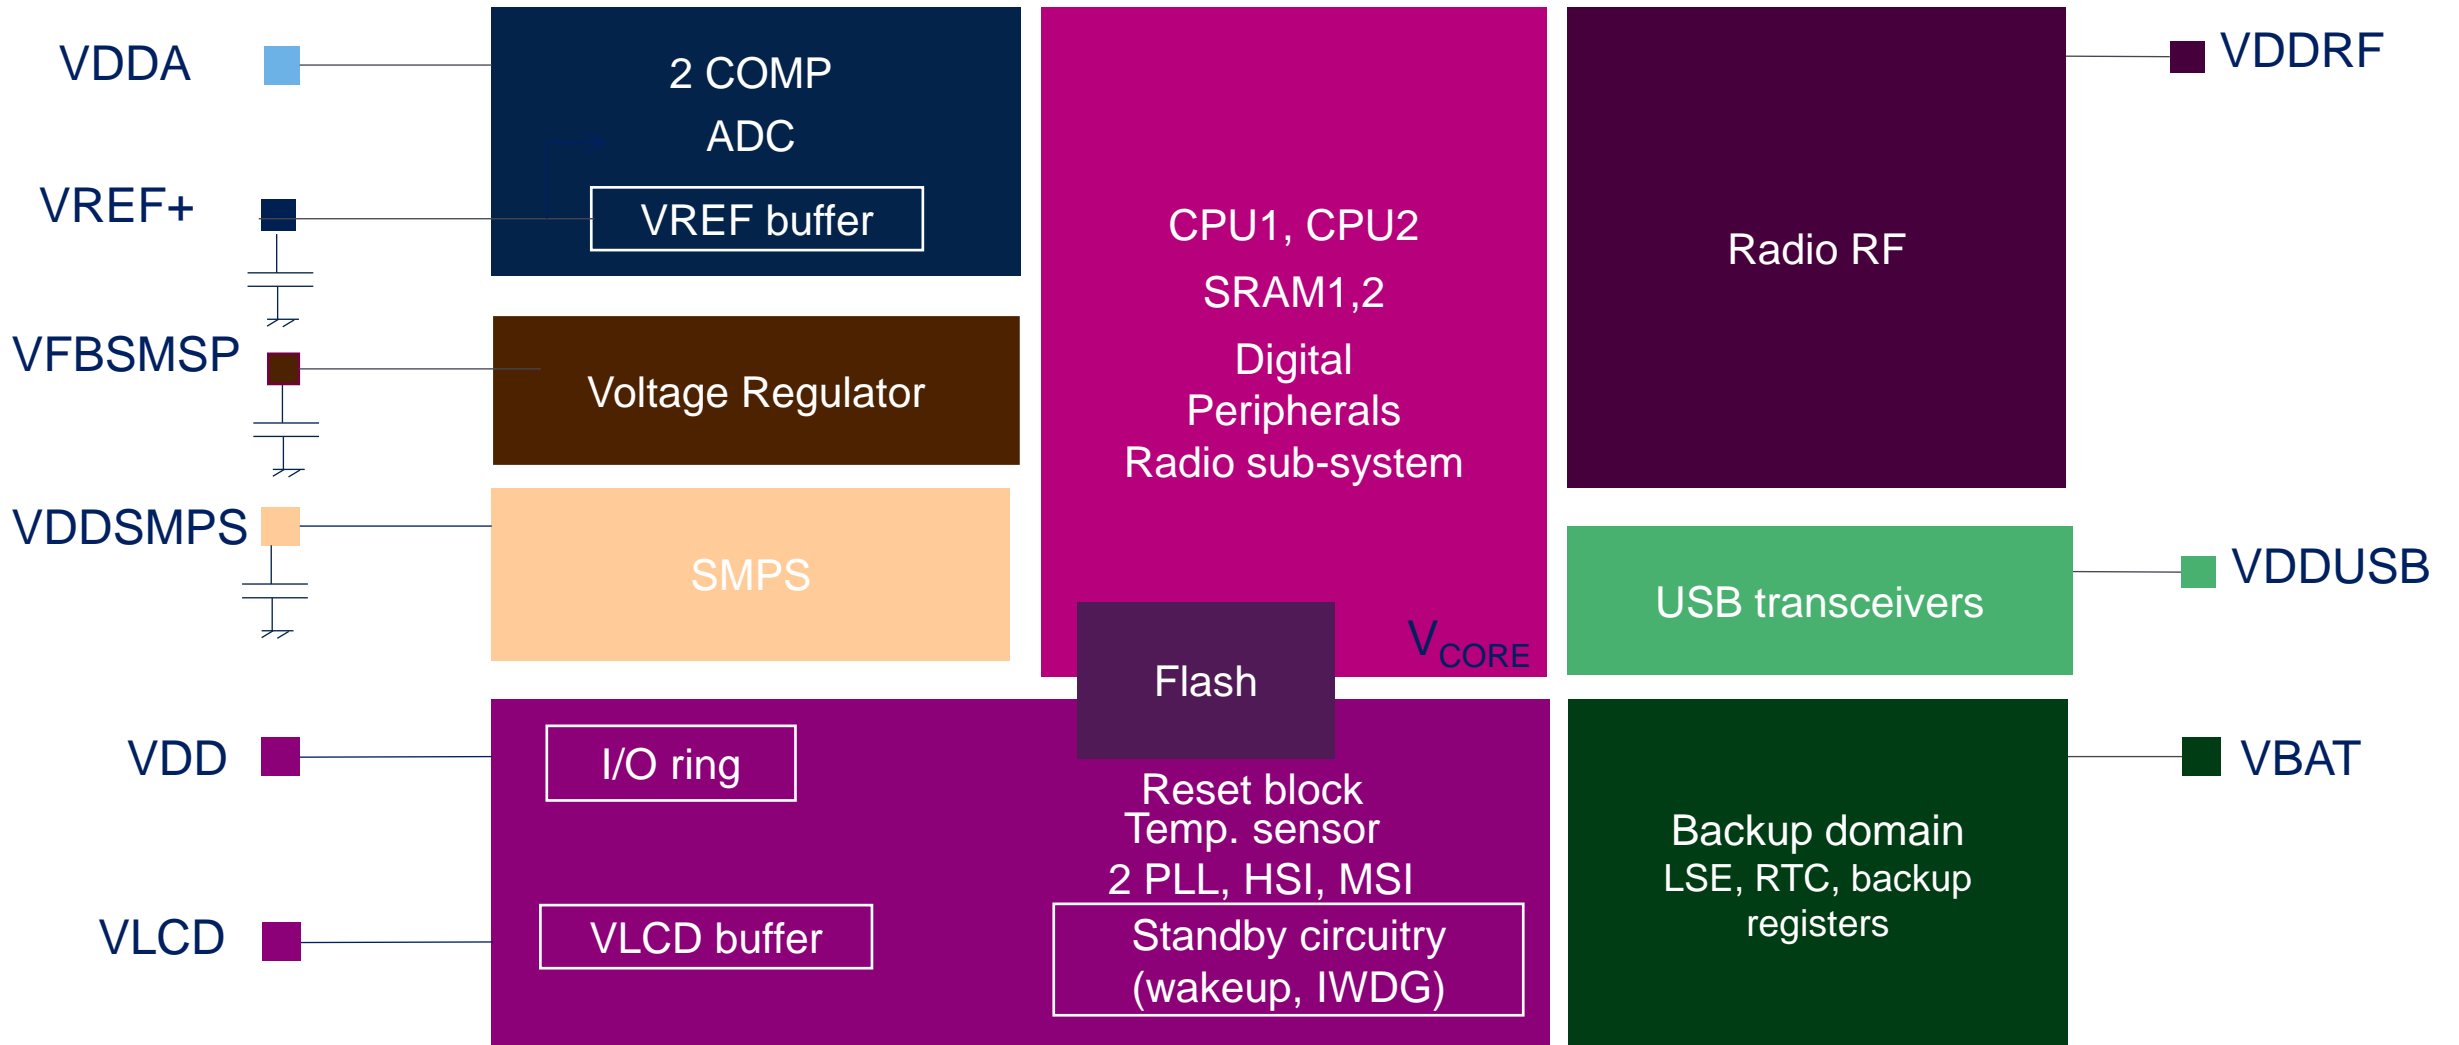 VDDA
VREF+
VFBSMSP
VDDSMPS
VDD
VLCD
2 COMP
ADC
VREF buffer
Voltage Regulator
SMPS
CPU1, CPU2
SRAM1,2
Digital
Peripherals
Radio sub-system
VCORE
Flash
I/O ring
VLCD buffer
Reset block
Temp. sensor
2 PLL, HSI, MSI
Standby circuitry
(wakeup, IWDG)
Radio RF
USB transceivers
Backup domain
LSE, RTC, backup
registers
VDDRF
VDDUSB
VBAT